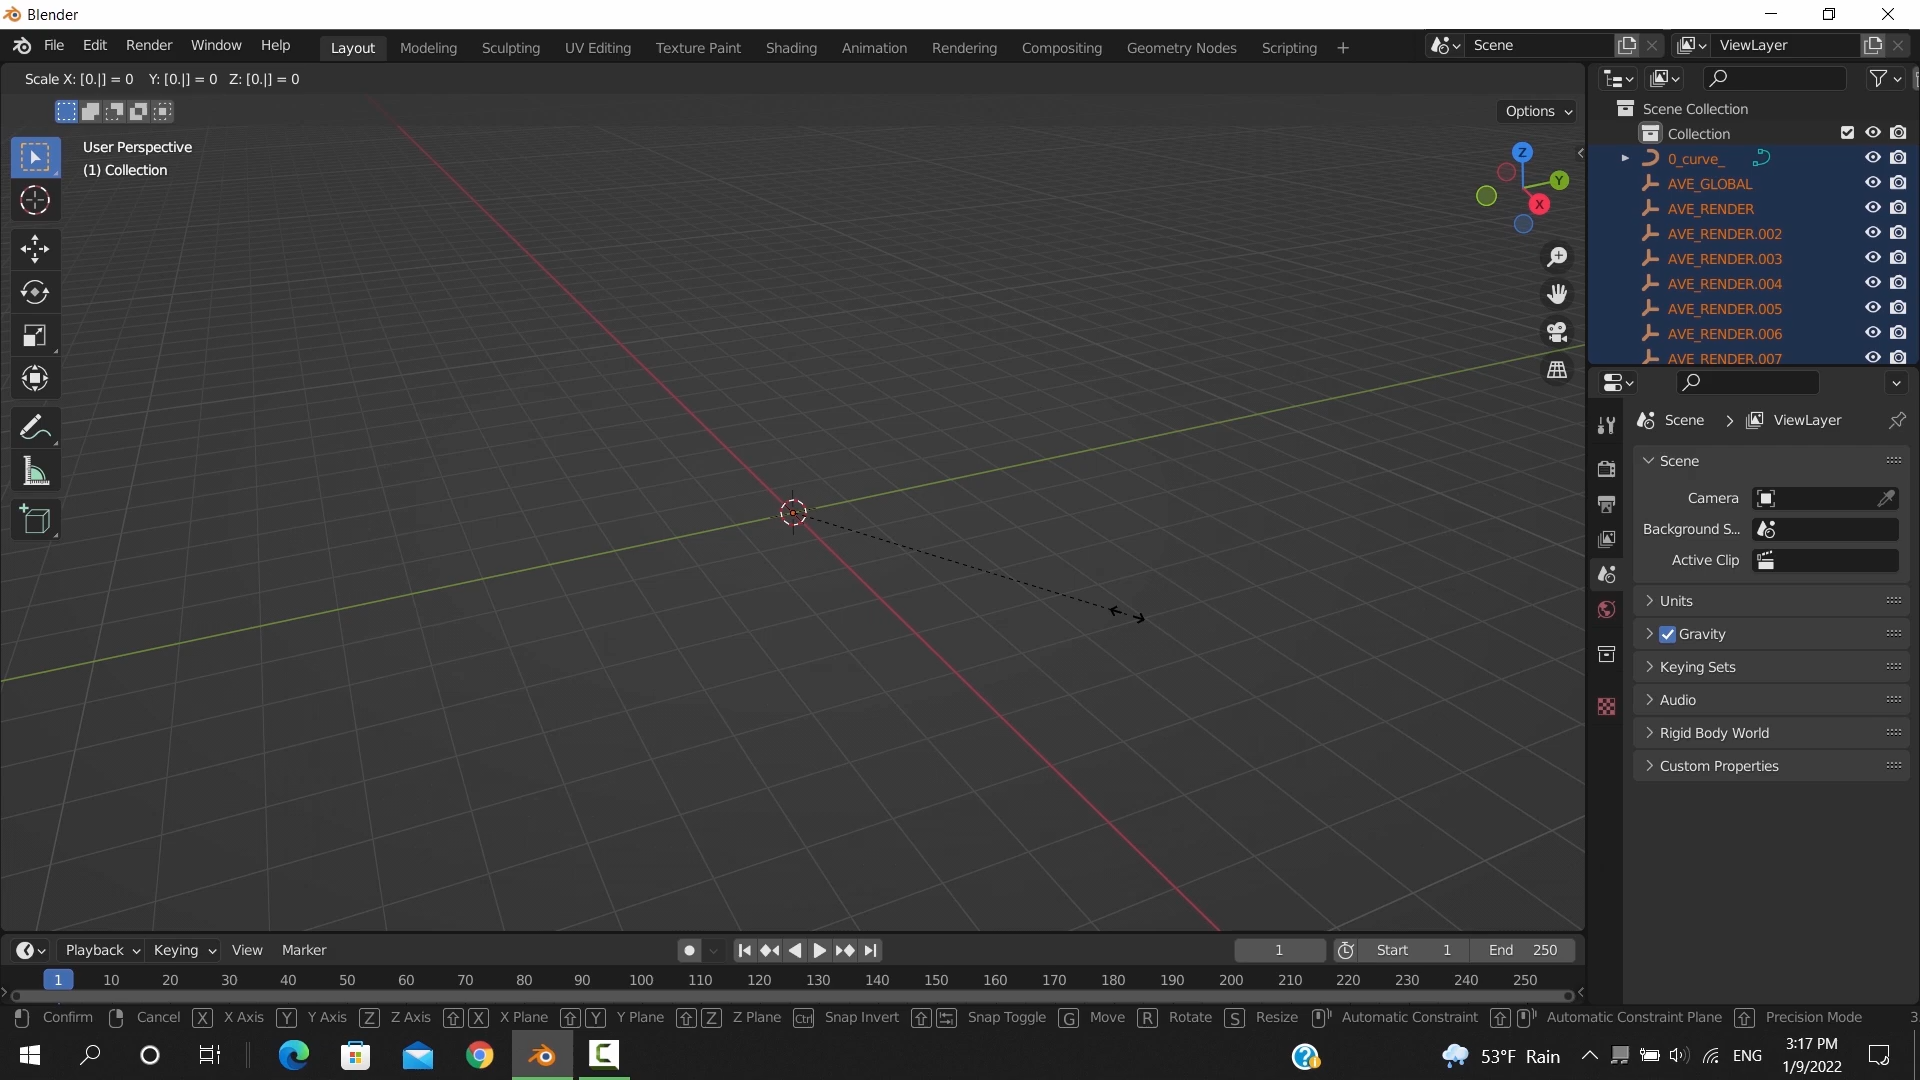 Blender
File Edit Render Window Help
Layout Modeling Sculpting UV Editing Texture Paint Shading Animation Rendering Compositing Geometry Nodes Scripting +
Scene
ViewLayer
Scale X: [0.|] = 0 Y: [0.|] = 0 Z: [0.|] = 0
Options
User Perspective
(1) Collection
Z
Y
X
Scene Collection
Collection
0_curve_
AVE_GLOBAL
AVE_RENDER
AVE_RENDER.002
AVE_RENDER.003
AVE_RENDER.004
AVE_RENDER.005
AVE_RENDER.006
AVE_RENDER.007
Scene > ViewLayer
Scene
Camera
Background S...
Active Clip
Units
Gravity
Keying Sets
Audio
Rigid Body World
Custom Properties
Playback Keying View Marker
1 Start 1 End 250
1 10 20 30 40 50 60 70 80 90 100 110 120 130 140 150 160 170 180 190 200 210 220 230 240 250
Confirm Cancel X X Axis Y Y Axis Z Z Axis X X Plane Y Y Plane Z Z Plane Ctrl Snap Invert Snap Toggle G Move R Rotate S Resize Automatic Constraint Automatic Constraint Plane Precision Mode 3
53°F Rain ENG
3:17 PM
1/9/2022